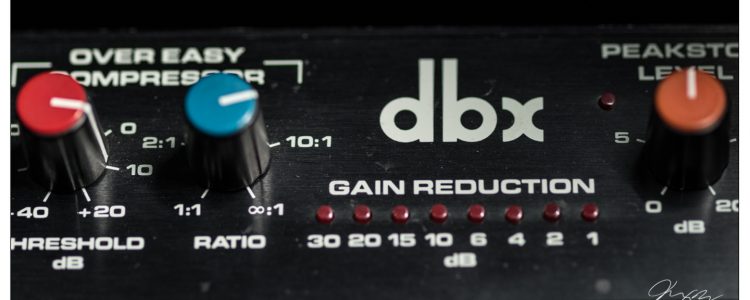 OVER EASY
COMPRESSOR
dbx
PEAKSTO
LEVEL
0
2:1
10:1
5
10
GAIN REDUCTION
-40 +20
1:1 ∞:1
0 20
HRESHOLD
dB
RATIO
30 20 15 10 6 4 2 1
dB
dB